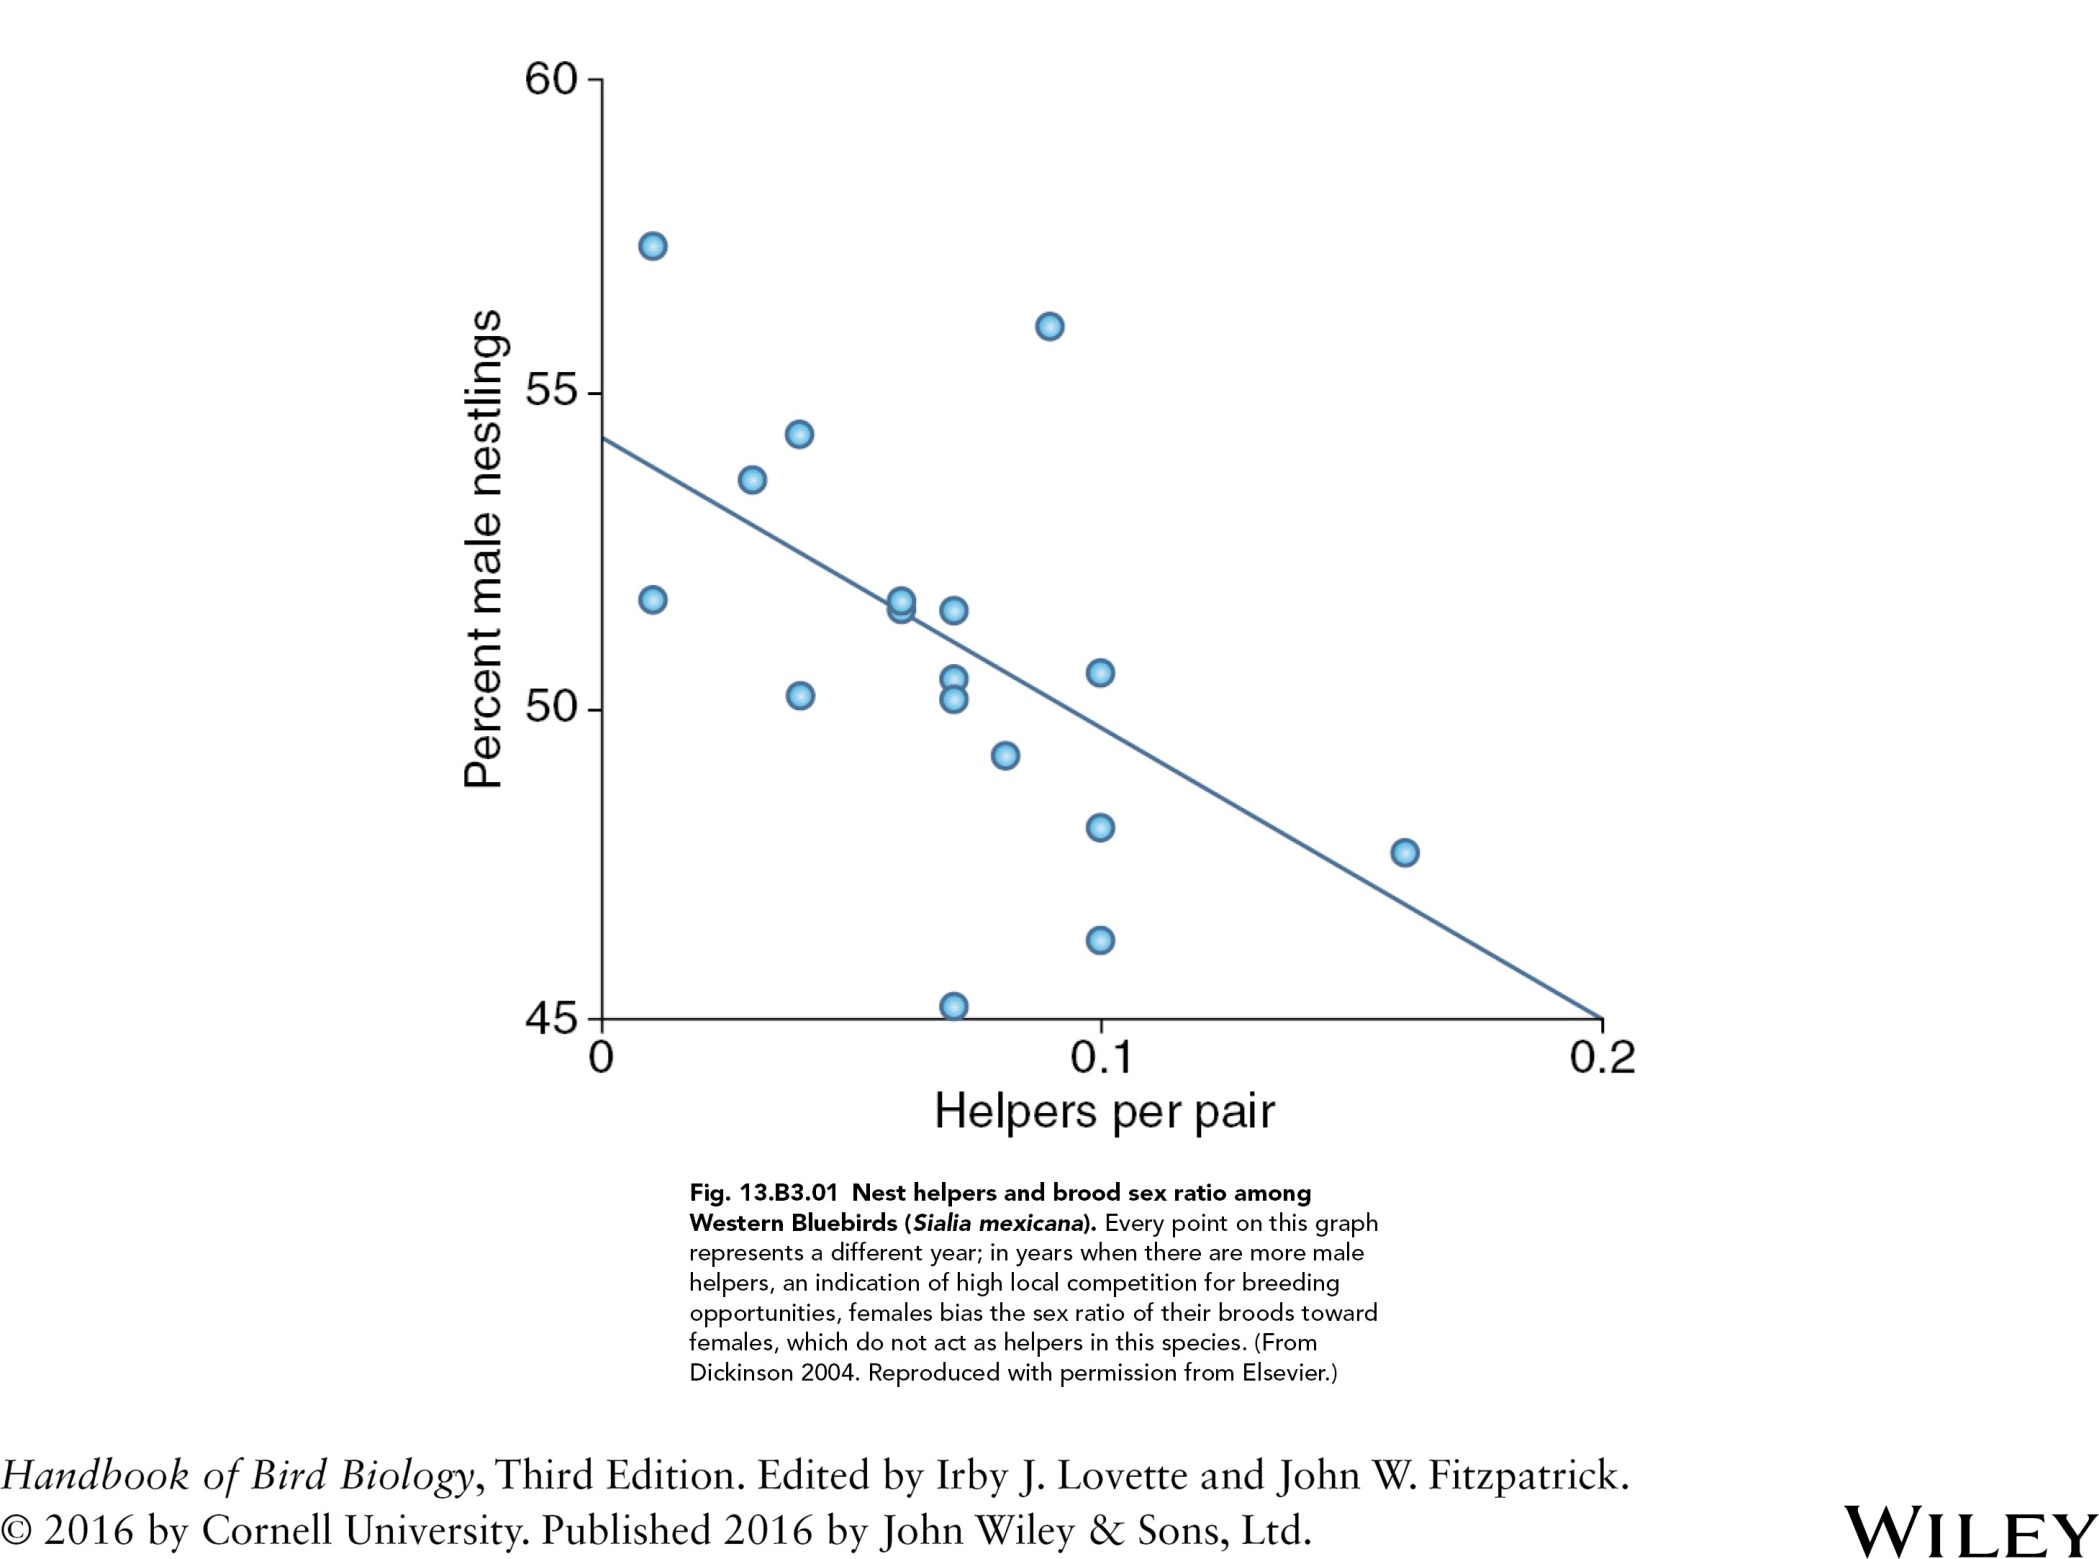 60
55
50
45
Percent male nestlings
0 0.1 0.2
Helpers per pair
Fig. 13.B3.01 Nest helpers and brood sex ratio among
Western Bluebirds (Sialia mexicana). Every point on this graph
represents a different year; in years when there are more male
helpers, an indication of high local competition for breeding
opportunities, females bias the sex ratio of their broods toward
females, which do not act as helpers in this species. (From
Dickinson 2004. Reproduced with permission from Elsevier.)
Handbook of Bird Biology, Third Edition. Edited by Irby J. Lovette and John W. Fitzpatrick.
© 2016 by Cornell University. Published 2016 by John Wiley & Sons, Ltd.
WILEY